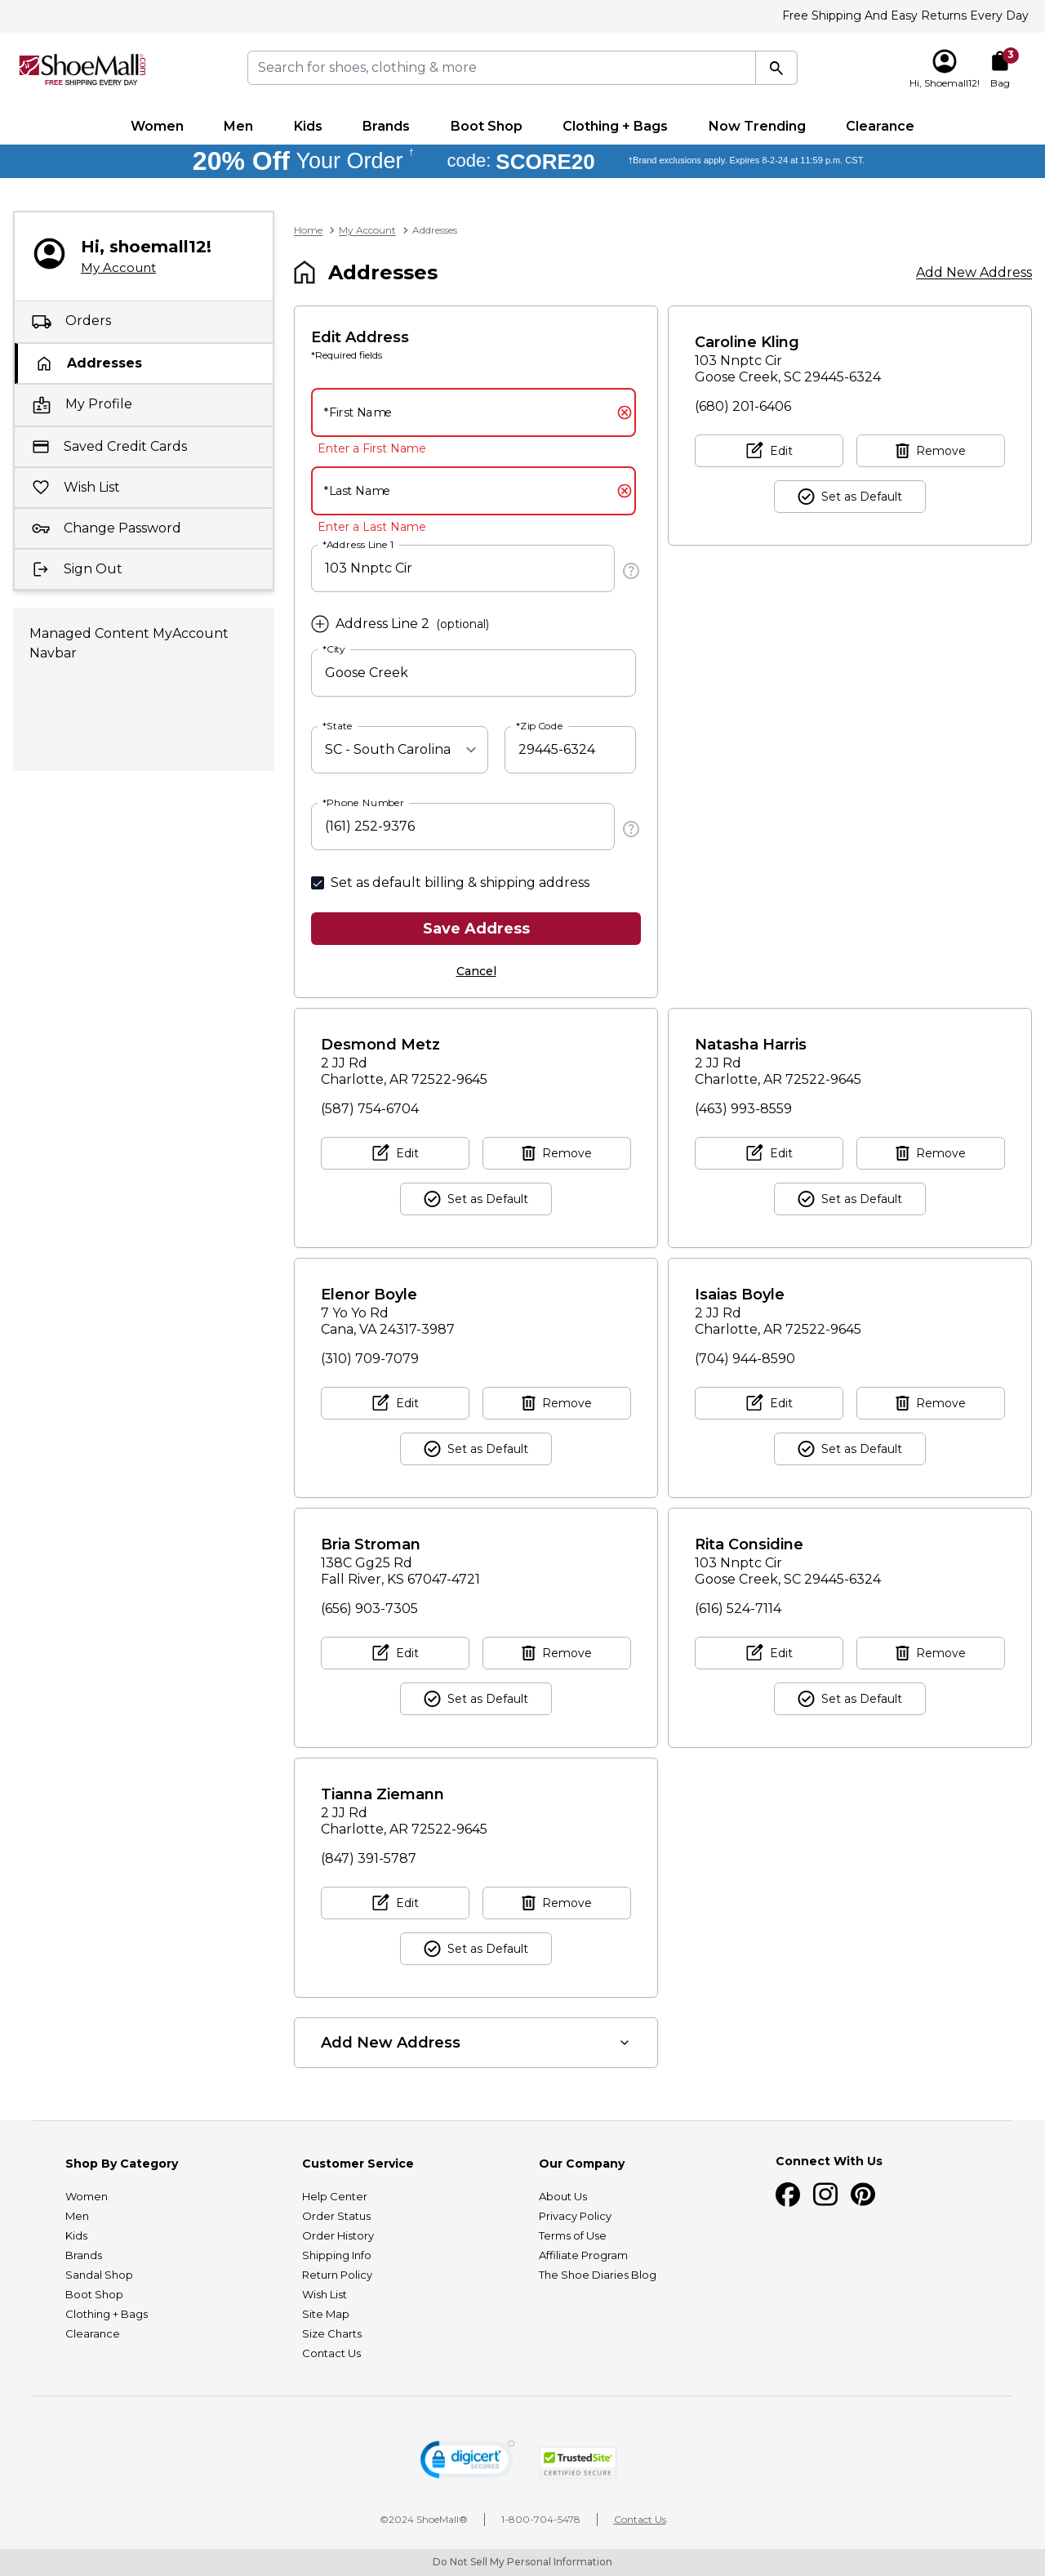 Free Shipping And Easy Returns Every Day
ShoeMall.com
FREE SHIPPING EVERY DAY
Search for shoes, clothing & more
Hi, Shoemall12!
3
Bag
Women Men Kids Brands Boot Shop Clothing + Bags Now Trending Clearance
20% Off Your Order † code: SCORE20 †Brand exclusions apply. Expires 8-2-24 at 11:59 p.m. CST.
Hi, shoemall12!
My Account
Orders
Addresses
My Profile
Saved Credit Cards
Wish List
Change Password
Sign Out
Managed Content MyAccount
Navbar
Home > My Account > Addresses
Addresses
Add New Address
Edit Address
*Required fields
*First Name
Enter a First Name
*Last Name
Enter a Last Name
*Address Line 1
103 Nnptc Cir
Address Line 2 (optional)
*City
Goose Creek
*State
SC - South Carolina
*Zip Code
29445-6324
*Phone Number
(161) 252-9376
Set as default billing & shipping address
Save Address
Cancel
Caroline Kling
103 Nnptc Cir
Goose Creek, SC 29445-6324
(680) 201-6406
Edit
Remove
Set as Default
Desmond Metz
2 JJ Rd
Charlotte, AR 72522-9645
(587) 754-6704
Edit
Remove
Set as Default
Natasha Harris
2 JJ Rd
Charlotte, AR 72522-9645
(463) 993-8559
Edit
Remove
Set as Default
Elenor Boyle
7 Yo Yo Rd
Cana, VA 24317-3987
(310) 709-7079
Edit
Remove
Set as Default
Isaias Boyle
2 JJ Rd
Charlotte, AR 72522-9645
(704) 944-8590
Edit
Remove
Set as Default
Bria Stroman
138C Gg25 Rd
Fall River, KS 67047-4721
(656) 903-7305
Edit
Remove
Set as Default
Rita Considine
103 Nnptc Cir
Goose Creek, SC 29445-6324
(616) 524-7114
Edit
Remove
Set as Default
Tianna Ziemann
2 JJ Rd
Charlotte, AR 72522-9645
(847) 391-5787
Edit
Remove
Set as Default
Add New Address
Shop By Category
Women
Men
Kids
Brands
Sandal Shop
Boot Shop
Clothing + Bags
Clearance
Customer Service
Help Center
Order Status
Order History
Shipping Info
Return Policy
Wish List
Site Map
Size Charts
Contact Us
Our Company
About Us
Privacy Policy
Terms of Use
Affiliate Program
The Shoe Diaries Blog
Connect With Us
digicert
SECURED
TrustedSite
CERTIFIED SECURE
©2024 ShoeMall®
1-800-704-5478
Contact Us
Do Not Sell My Personal Information